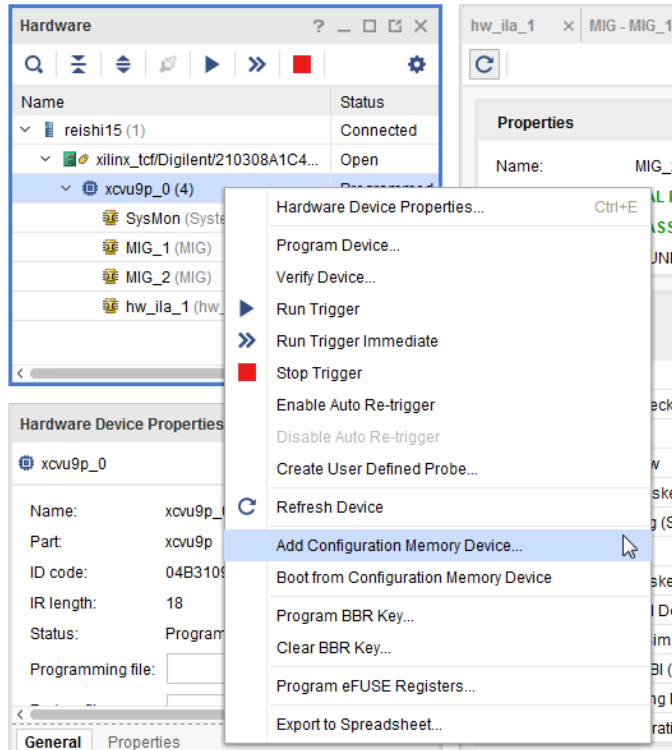 Hardware
Name Status
reishi15 (1) Connected
xilinx_tcf/Digilent/210308A1C4... Open
xcvu9p_0 (4) Programmed
SysMon (Syste
MIG_1 (MIG)
MIG_2 (MIG)
hw_ila_1 (hw_
Hardware Device Properties... Ctrl+E
Program Device...
Verify Device...
Run Trigger
Run Trigger Immediate
Stop Trigger
Enable Auto Re-trigger
Disable Auto Re-trigger
Create User Defined Probe...
Refresh Device
Add Configuration Memory Device...
Boot from Configuration Memory Device
Program BBR Key...
Clear BBR Key...
Program eFUSE Registers...
Export to Spreadsheet...
Hardware Device Properties
xcvu9p_0
Name: xcvu9p_
Part: xcvu9p
ID code: 04B3109
IR length: 18
Status: Program
Programming file:
General Properties
hw_ila_1 MIG - MIG_1
Properties
Name: MIG_